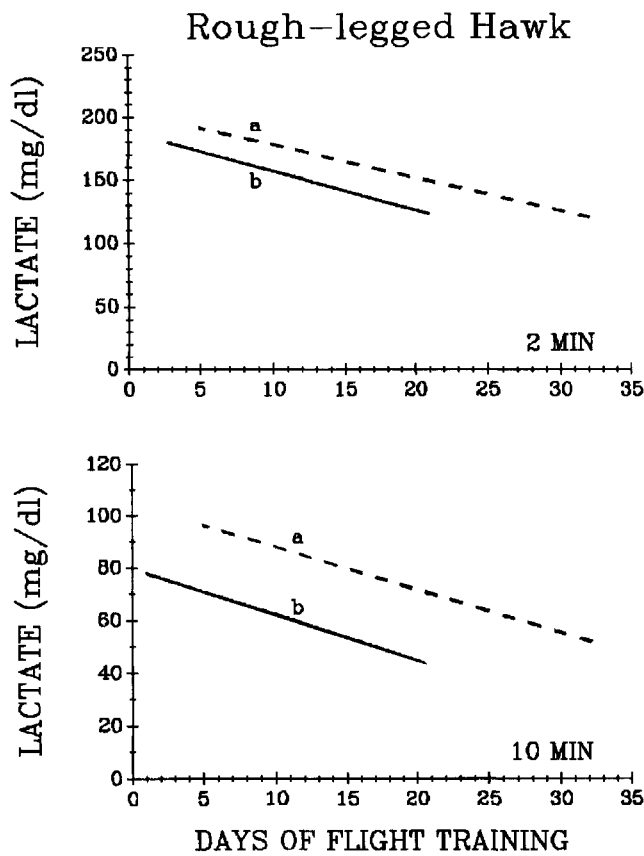 Rough-legged Hawk
LACTATE (mg/dl)
250
200
150
100
50
0
a
b
2 MIN
0 5 10 15 20 25 30 35
LACTATE (mg/dl)
120
100
80
60
40
20
0
a
b
10 MIN
0 5 10 15 20 25 30 35
DAYS OF FLIGHT TRAINING